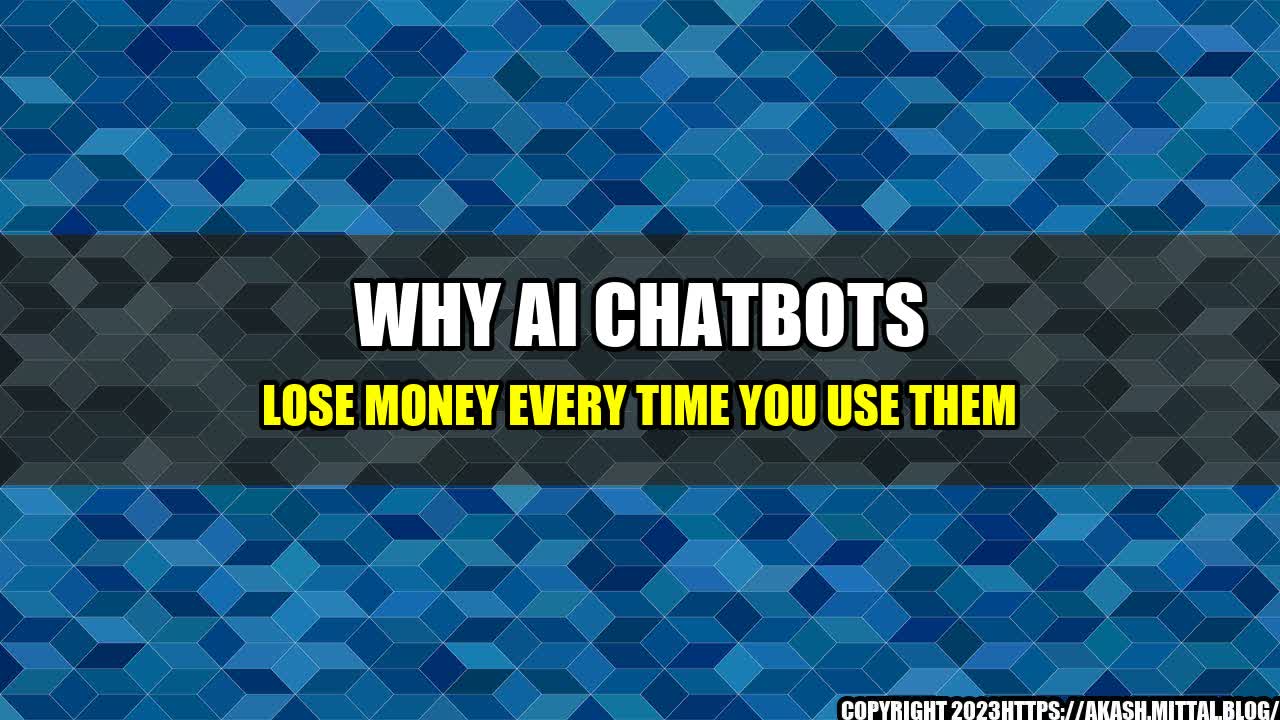 WHY AI CHATBOTS
LOSE MONEY EVERY TIME YOU USE THEM
COPYRIGHT 2023HTTPS://AKASH.MITTAL.BLOG/